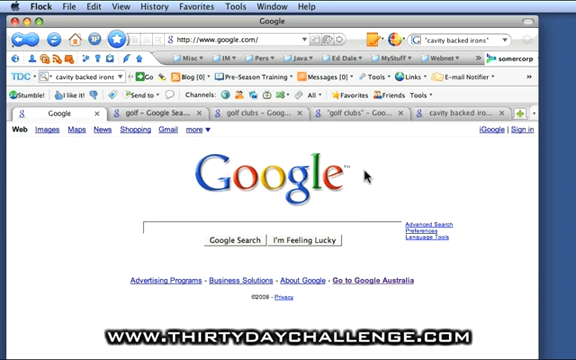 Flock File Edit View History Favorites Tools Window Help
Google
http://www.google.com/ "cavity backed irons"
Misc IM Pers Java Ed Dale MyStuff Webnet somercorp
TDC "cavity backed irons" Go Blog (0) Pre-Season Training Messages (0) Tools Links E-mail Notifier
Stumble! I like it! Send to Channels: All Favorites Friends Tools
Google golf – Google Sea... golf clubs – Goog... "golf clubs" – Goo... cavity backed iron...
Web Images Maps News Shopping Gmail more iGoogle | Sign in
Google TM
Advanced Search
Preferences
Language Tools
Google Search I'm Feeling Lucky
Advertising Programs - Business Solutions - About Google - Go to Google Australia
©2008 - Privacy
WWW.THIRTYDAYCHALLENGE.COM